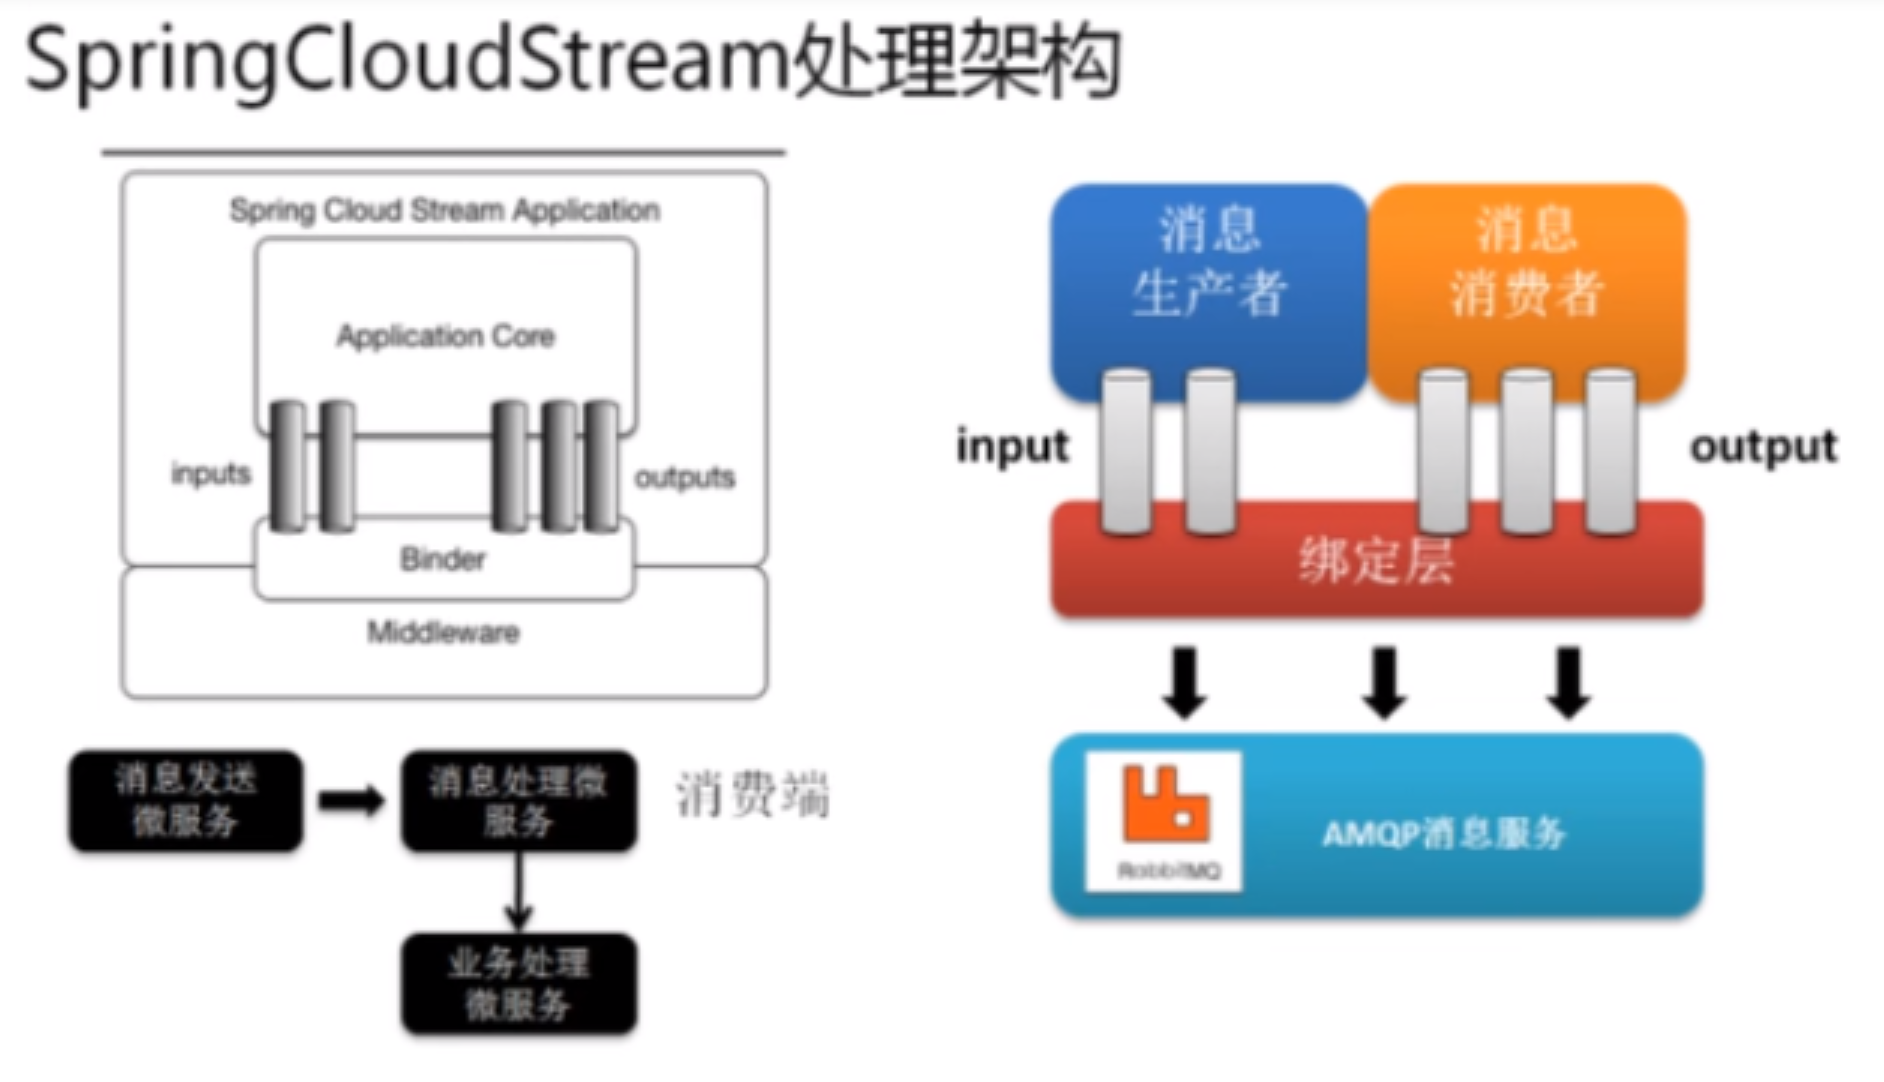 SpringCloudStream处理架构
Spring Cloud Stream Application
Application Core
inputs
outputs
Binder
Middleware
消息发送
微服务
消息处理微
服务
消费端
业务处理
微服务
消息
生产者
消息
消费者
input
output
绑定层
RabbitMQ
AMQP消息服务